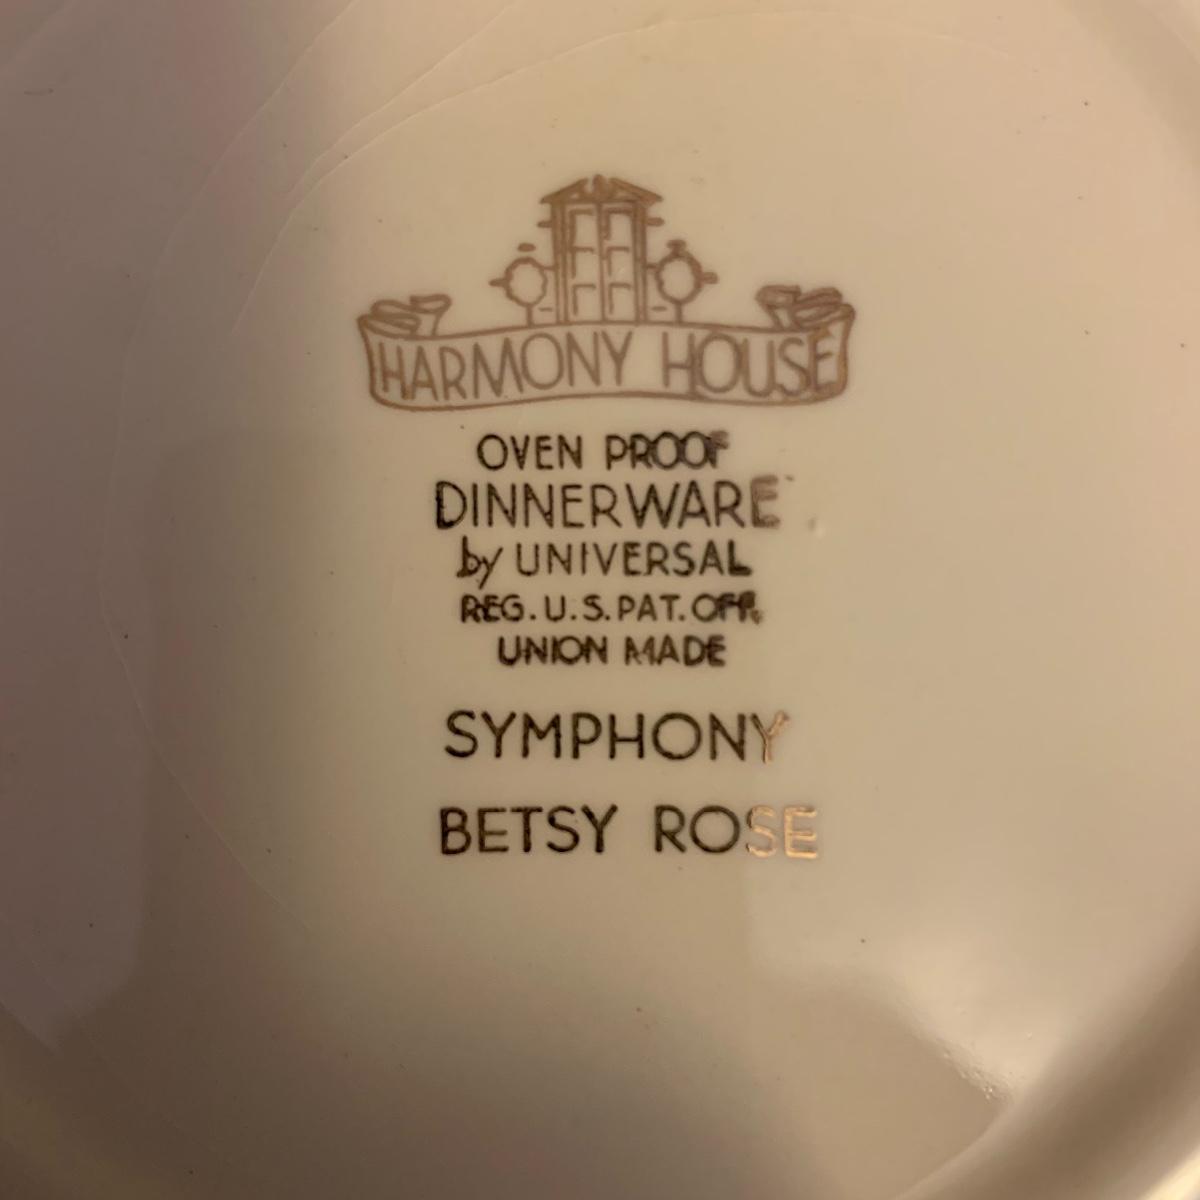 HARMONY HOUSE
OVEN PROOF
DINNERWARE
by UNIVERSAL
REG. U.S. PAT. OFF.
UNION MADE
SYMPHONY
BETSY ROSE